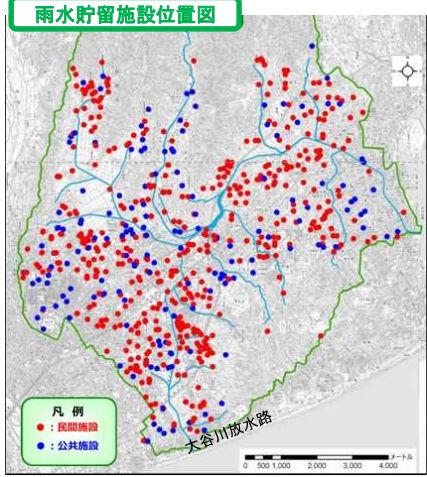 雨水貯留施設位置図
凡 例
：民間施設
：公共施設
大谷川放水路
メートル
0 500 1,000 2,000 3,000 4,000